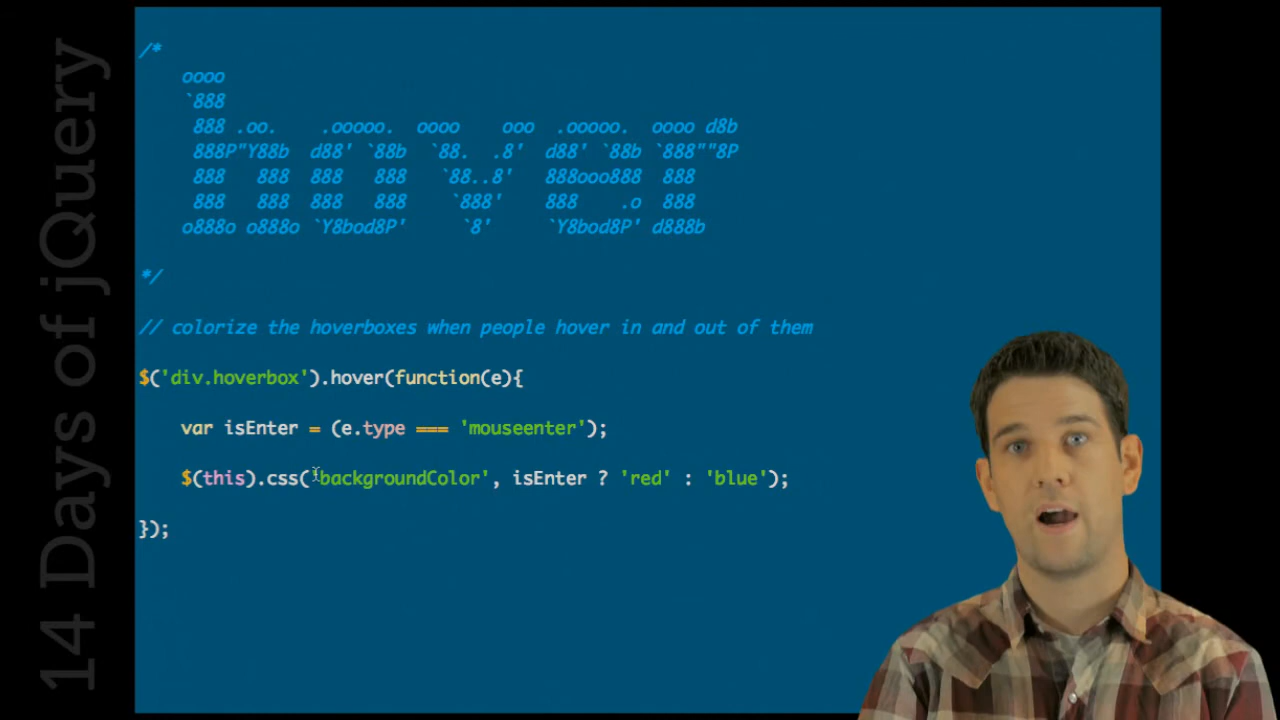 14 Days of jQuery
/*
oooo
`888
888 .oo.    .ooooo.  oooo    ooo  .ooooo.  oooo d8b
888P"Y88b  d88' `88b  `88.  .8'  d88' `88b `888""8P
888   888  888   888   `88..8'   888ooo888  888
888   888  888   888    `888'    888    .o  888
o888o o888o `Y8bod8P'     `8'     `Y8bod8P' d888b
*/
// colorize the hoverboxes when people hover in and out of them
$('div.hoverbox').hover(function(e){
var isEnter = (e.type === 'mouseenter');
$(this).css('backgroundColor', isEnter ? 'red' : 'blue');
});